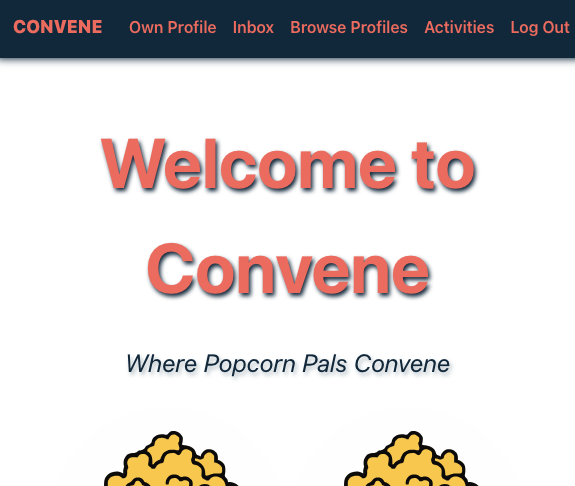 CONVENE Own Profile Inbox Browse Profiles Activities Log Out
Welcome to
Convene
Where Popcorn Pals Convene